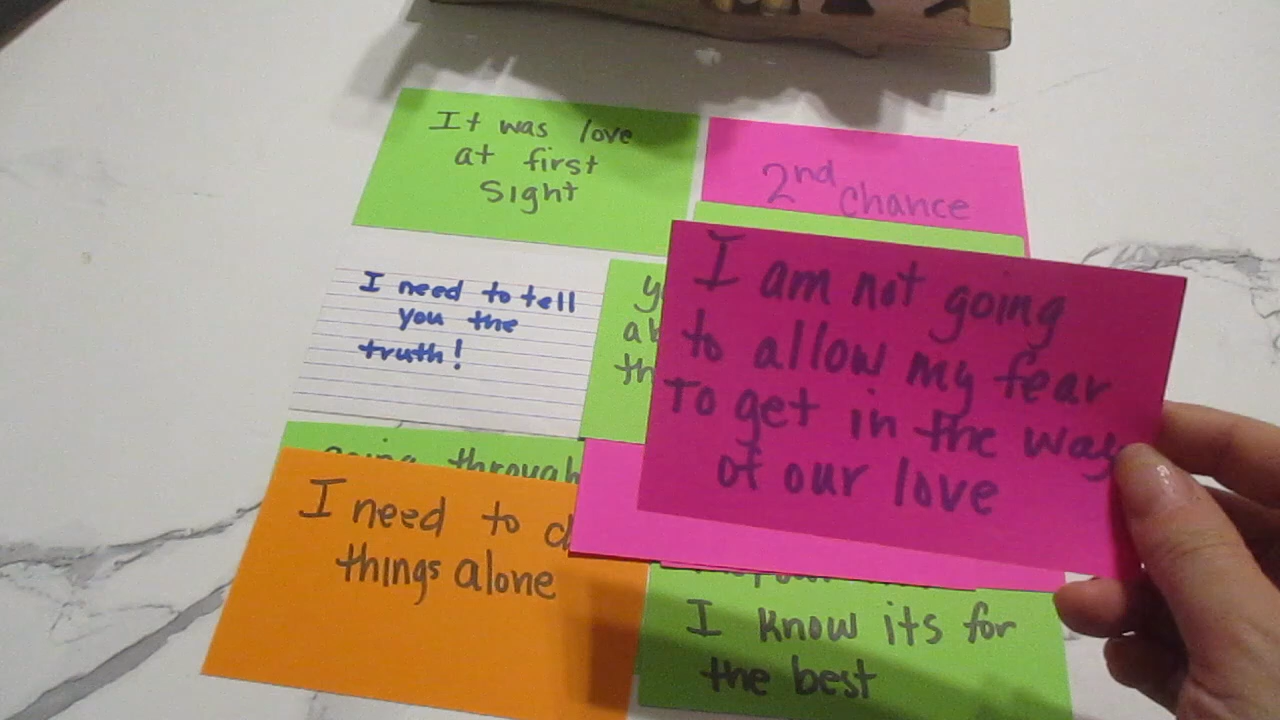 It was love
at first
sight
2nd
chance
I need to tell
you the
truth!
I am not going
to allow my fear
To get in the way
of our love
going through
I need to
things alone
I know its for
the best